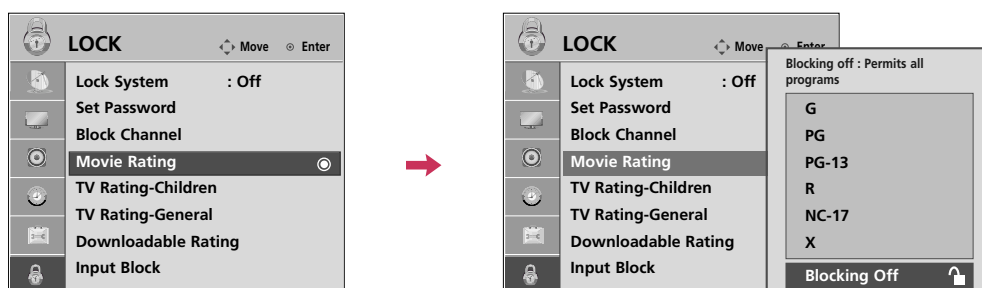 LOCK Move Enter
Lock System : Off
Set Password
Block Channel
Movie Rating
TV Rating-Children
TV Rating-General
Downloadable Rating
Input Block
LOCK Move Enter
Lock System : Off
Set Password
Block Channel
Movie Rating
TV Rating-Children
TV Rating-General
Downloadable Rating
Input Block
Blocking off : Permits all
programs
G
PG
PG-13
R
NC-17
X
Blocking Off